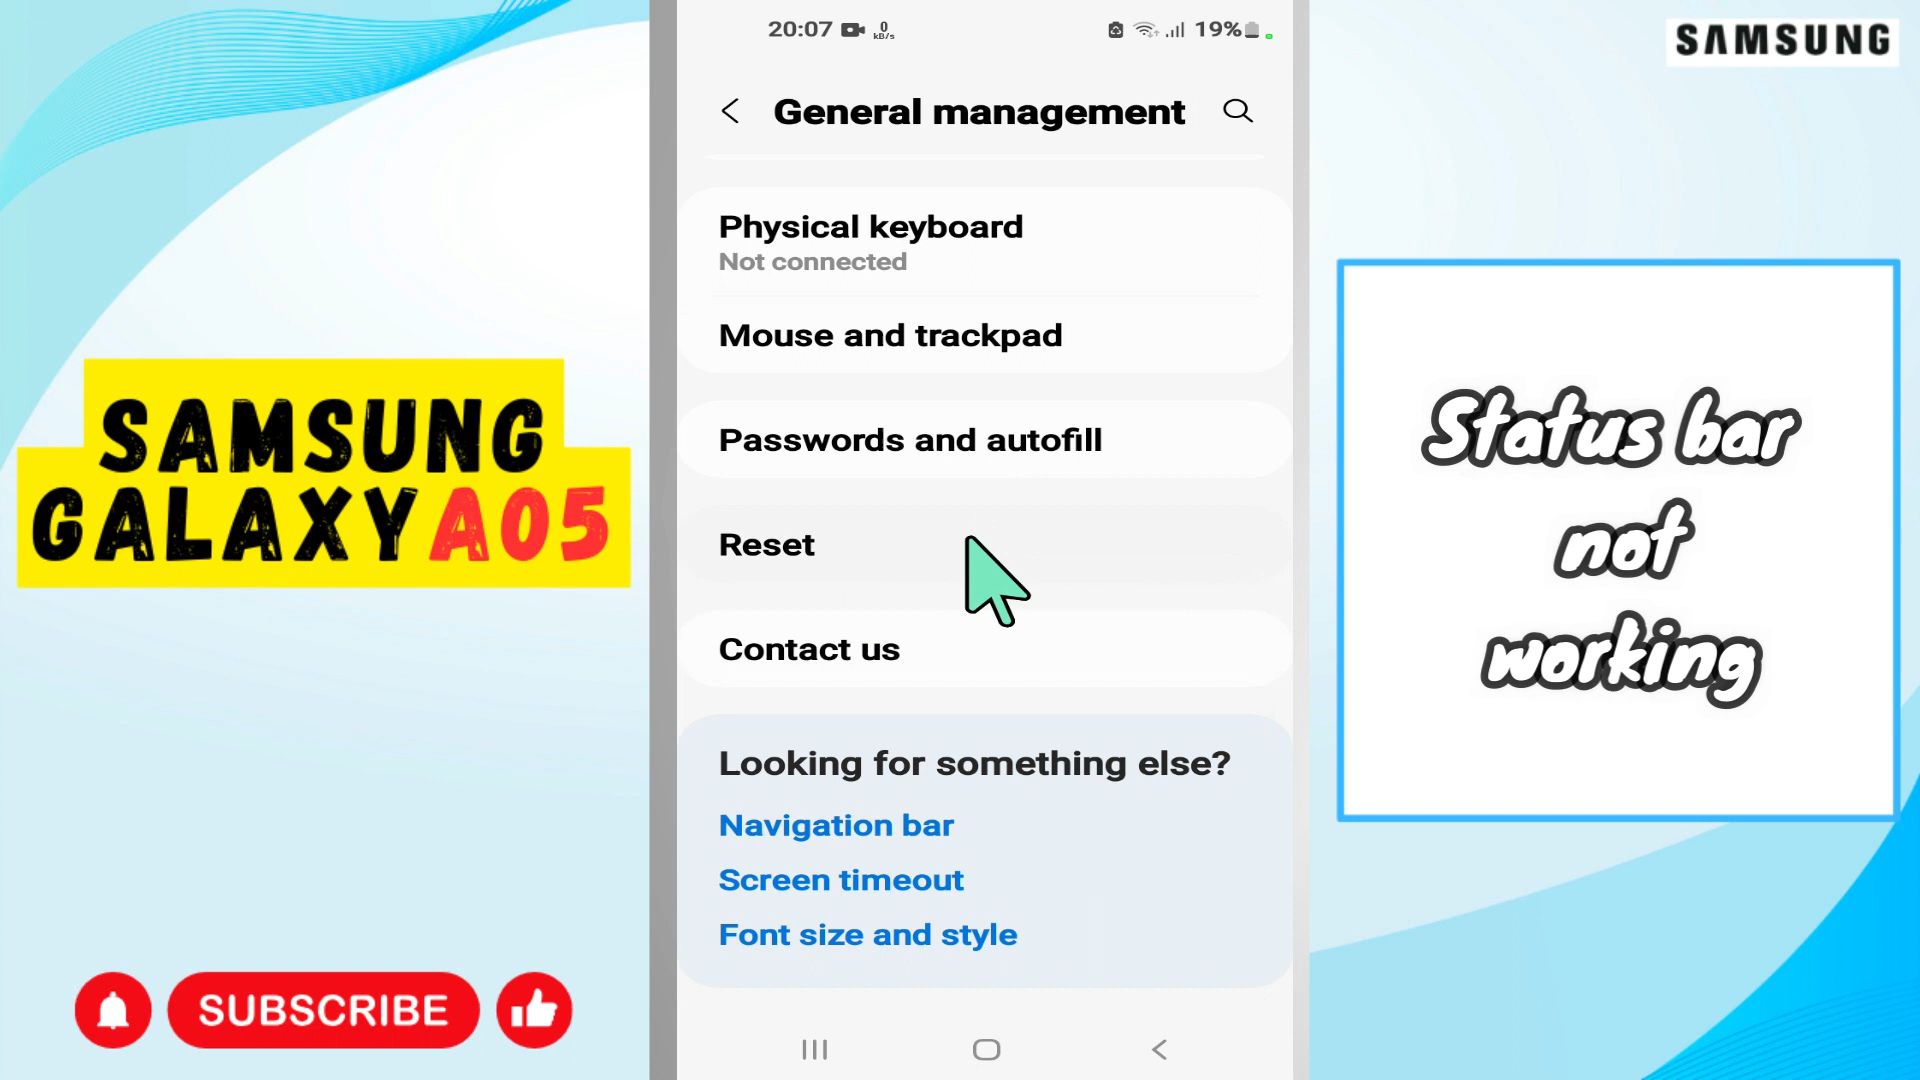 SAMSUNG
GALAXY A05
SUBSCRIBE
20:07 0 kB/s 19%
General management
Physical keyboard
Not connected
Mouse and trackpad
Passwords and autofill
Reset
Contact us
Looking for something else?
Navigation bar
Screen timeout
Font size and style
SAMSUNG
Status bar
not
working